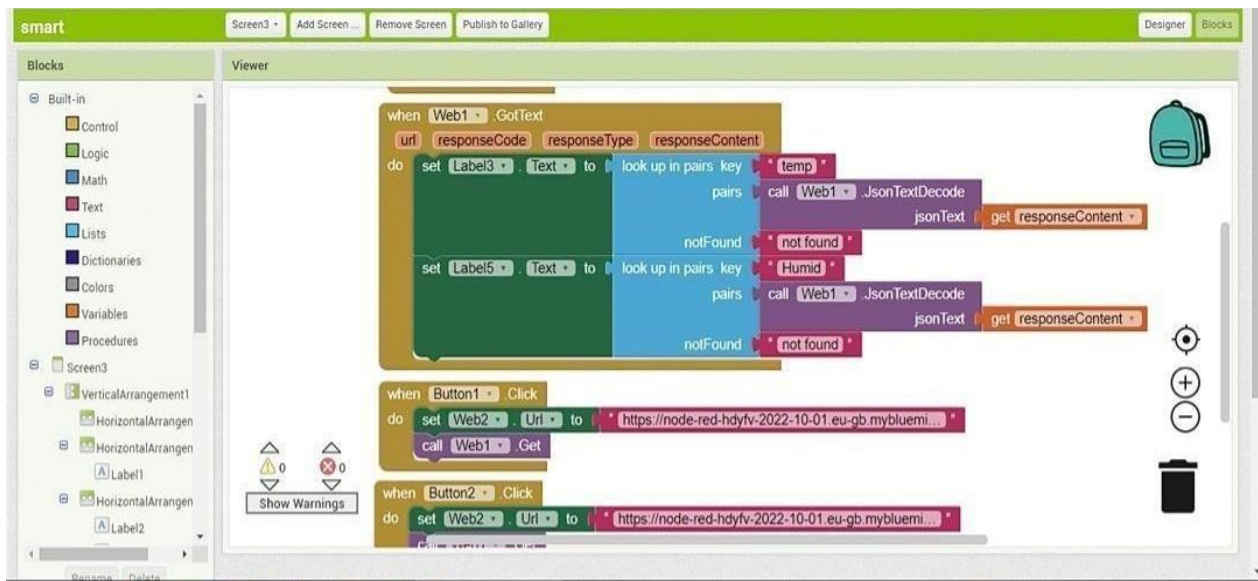 smart
Screen3 Add Screen ... Remove Screen Publish to Gallery Designer Blocks
Blocks
Viewer
Built-in
Control
Logic
Math
Text
Lists
Dictionaries
Colors
Variables
Procedures
Screen3
VerticalArrangement1
HorizontalArrangen
HorizontalArrangen
Label1
HorizontalArrangen
Label2
Rename Delete
when Web1 .GotText
url responseCode responseType responseContent
do set Label3 . Text to look up in pairs key " temp "
pairs call Web1 .JsonTextDecode
jsonText get responseContent
notFound " not found "
set Label5 . Text to look up in pairs key " Humid "
pairs call Web1 .JsonTextDecode
jsonText get responseContent
notFound " not found "
when Button1 .Click
do set Web2 . Url to " https://node-red-hdyfv-2022-10-01.eu-gb.mybluemi... "
call Web1 .Get
when Button2 .Click
do set Web2 . Url to " https://node-red-hdyfv-2022-10-01.eu-gb.mybluemi... "
0 0
Show Warnings